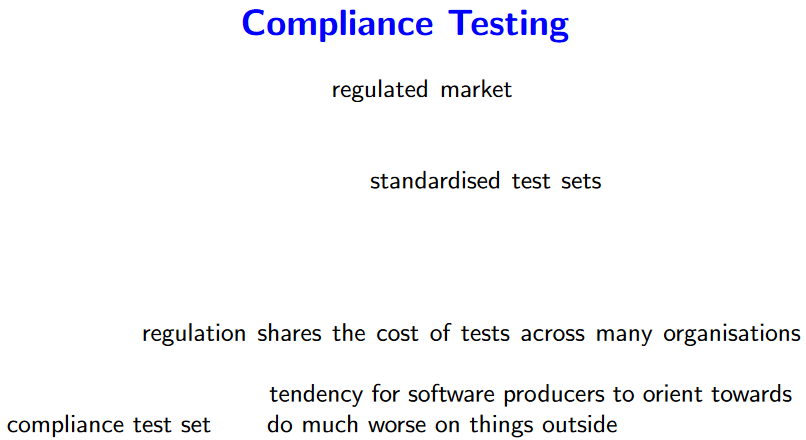 Compliance Testing
regulated market
standardised test sets
regulation shares the cost of tests across many organisations
tendency for software producers to orient towards
compliance test set do much worse on things outside